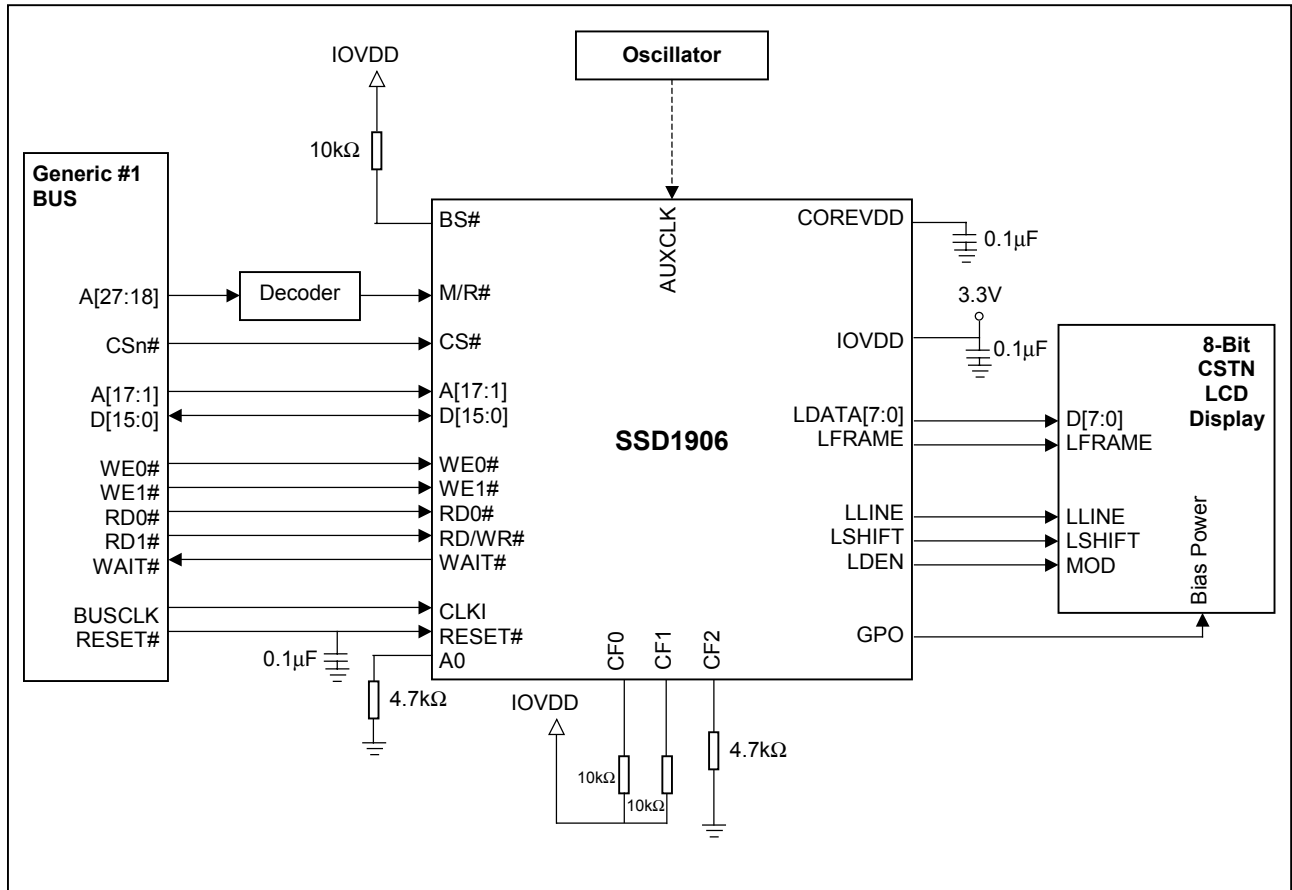 Oscillator
IOVDD
10kΩ
Generic #1
BUS
A[27:18]
CSn#
A[17:1]
D[15:0]
WE0#
WE1#
RD0#
RD1#
WAIT#
BUSCLK
RESET#
Decoder
0.1µF
4.7kΩ
BS#
M/R#
CS#
A[17:1]
D[15:0]
WE0#
WE1#
RD0#
RD/WR#
WAIT#
CLKI
RESET#
A0
AUXCLK
SSD1906
CF0
CF1
CF2
IOVDD
10kΩ
10kΩ
4.7kΩ
COREVDD
IOVDD
LDATA[7:0]
LFRAME
LLINE
LSHIFT
LDEN
GPO
0.1µF
3.3V
0.1µF
8-Bit
CSTN
LCD
Display
D[7:0]
LFRAME
LLINE
LSHIFT
MOD
Bias Power